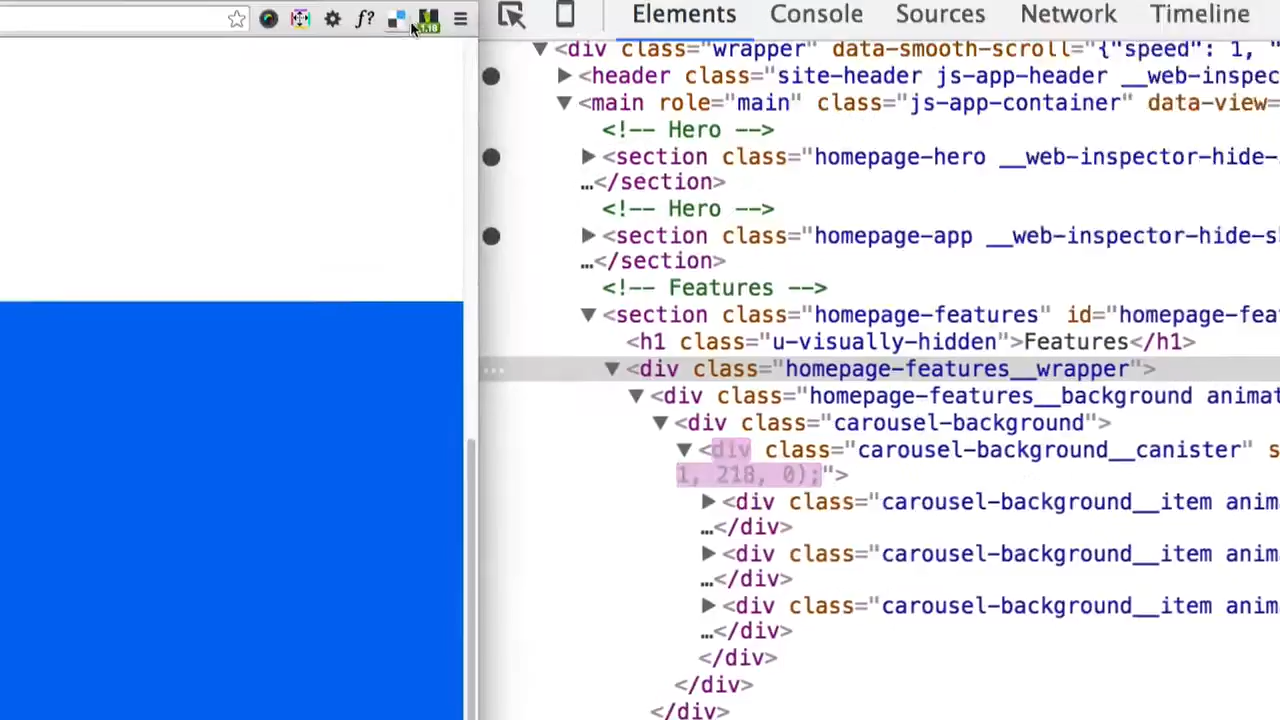 f?
1.18
Elements Console Sources Network Timeline
<div class="wrapper" data-smooth-scroll="{"speed": 1, "
<header class="site-header js-app-header __web-inspec
<main role="main" class="js-app-container" data-view=
<!-- Hero -->
<section class="homepage-hero __web-inspector-hide-
…</section>
<!-- Hero -->
<section class="homepage-app __web-inspector-hide-s
…</section>
<!-- Features -->
<section class="homepage-features" id="homepage-fea
<h1 class="u-visually-hidden">Features</h1>
<div class="homepage-features__wrapper">
<div class="homepage-features__background animat
<div class="carousel-background">
<div class="carousel-background__canister" s
1, 218, 0);">
<div class="carousel-background__item anim
…</div>
<div class="carousel-background__item anim
…</div>
<div class="carousel-background__item anim
…</div>
</div>
</div>
</div>